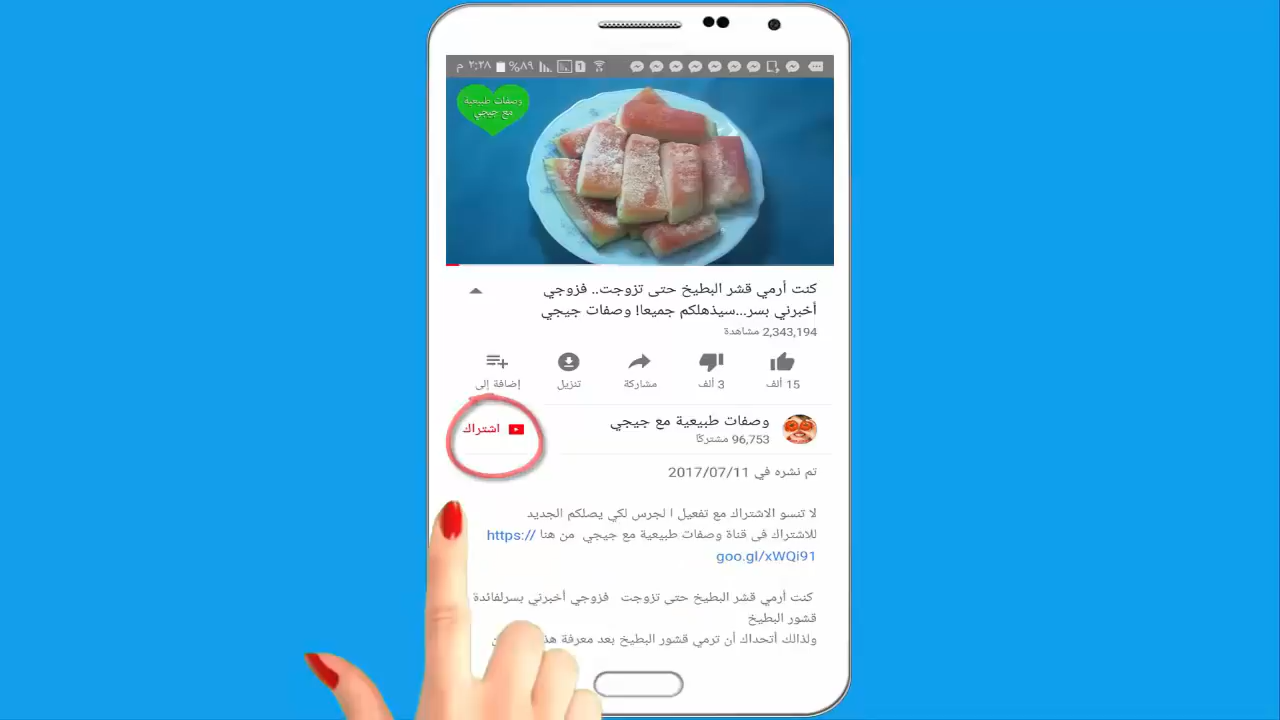 ٢:٢٨ م ٨٩%
وصفات طبيعية
مع جيجي
كنت أرمي قشر البطيخ حتى تزوجت.. فزوجي
أخبرني بسر...سيذهلكم جميعا! وصفات جيجي
2,343,194 مشاهدة
15 ألف
3 ألف
مشاركة
تنزيل
إضافة إلى
وصفات طبيعية مع جيجي
96,753 مشتركًا
اشتراك
تم نشره في 2017/07/11
لا تنسو الاشتراك مع تفعيل ا لجرس لكي يصلكم الجديد
للاشتراك فى قناة وصفات طبيعية مع جيجي من هنا https://
goo.gl/xWQi91
كنت أرمي قشر البطيخ حتى تزوجت فزوجي أخبرني بسرلفائدة
قشور البطيخ
ولذالك أتحداك أن ترمي قشور البطيخ بعد معرفة